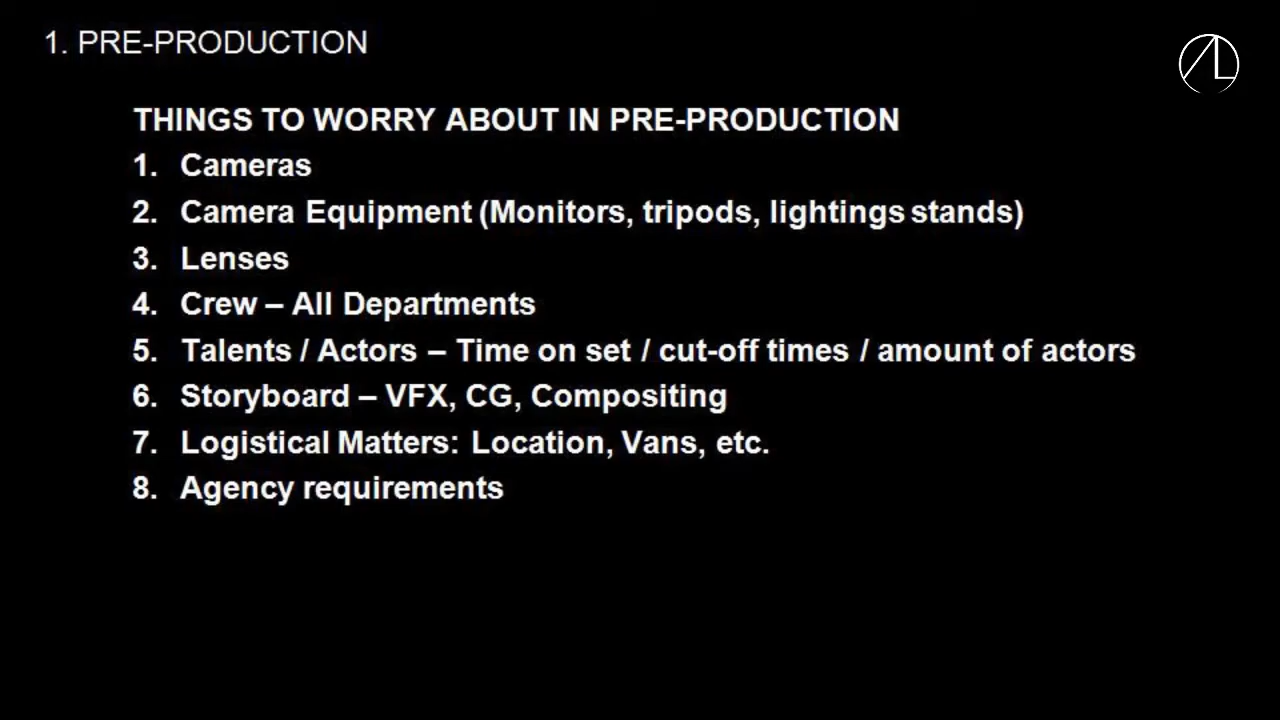 1. PRE-PRODUCTION
THINGS TO WORRY ABOUT IN PRE-PRODUCTION
1. Cameras
2. Camera Equipment (Monitors, tripods, lightings stands)
3. Lenses
4. Crew – All Departments
5. Talents / Actors – Time on set / cut-off times / amount of actors
6. Storyboard – VFX, CG, Compositing
7. Logistical Matters: Location, Vans, etc.
8. Agency requirements